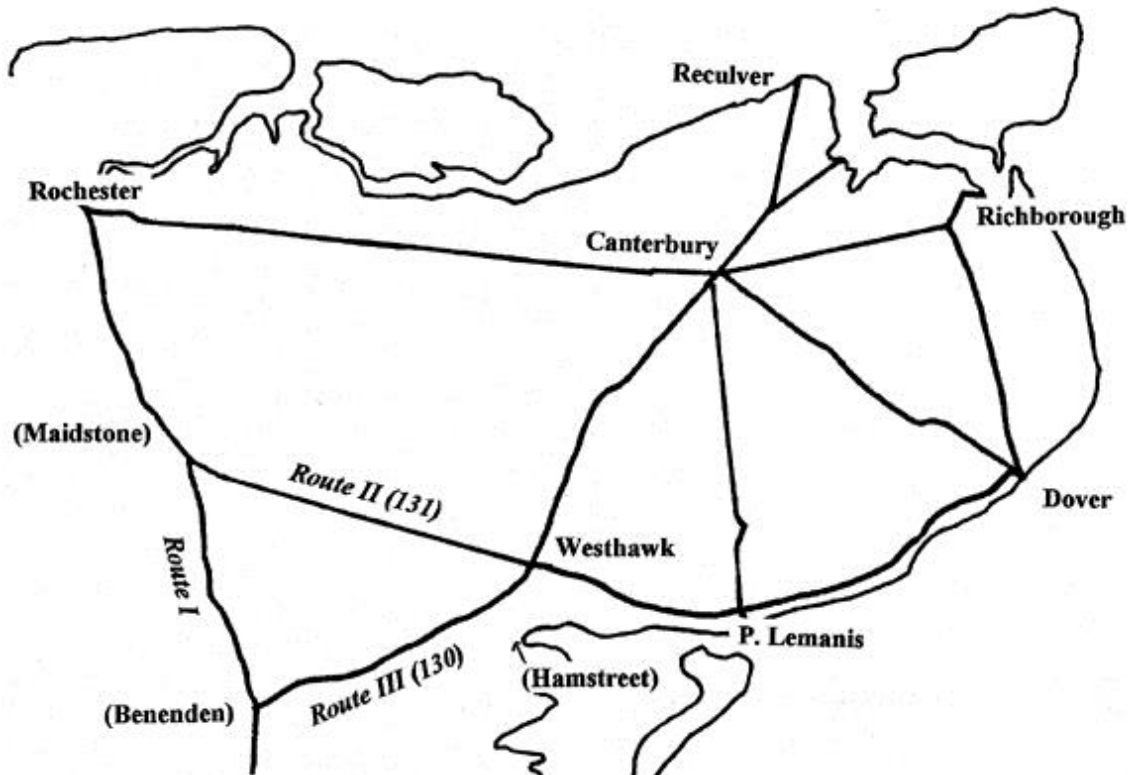 Reculver
Rochester
Richborough
Canterbury
(Maidstone)
Route II (131)
Dover
Westhawk
Route I
P. Lemanis
(Hamstreet)
Route III (130)
(Benenden)